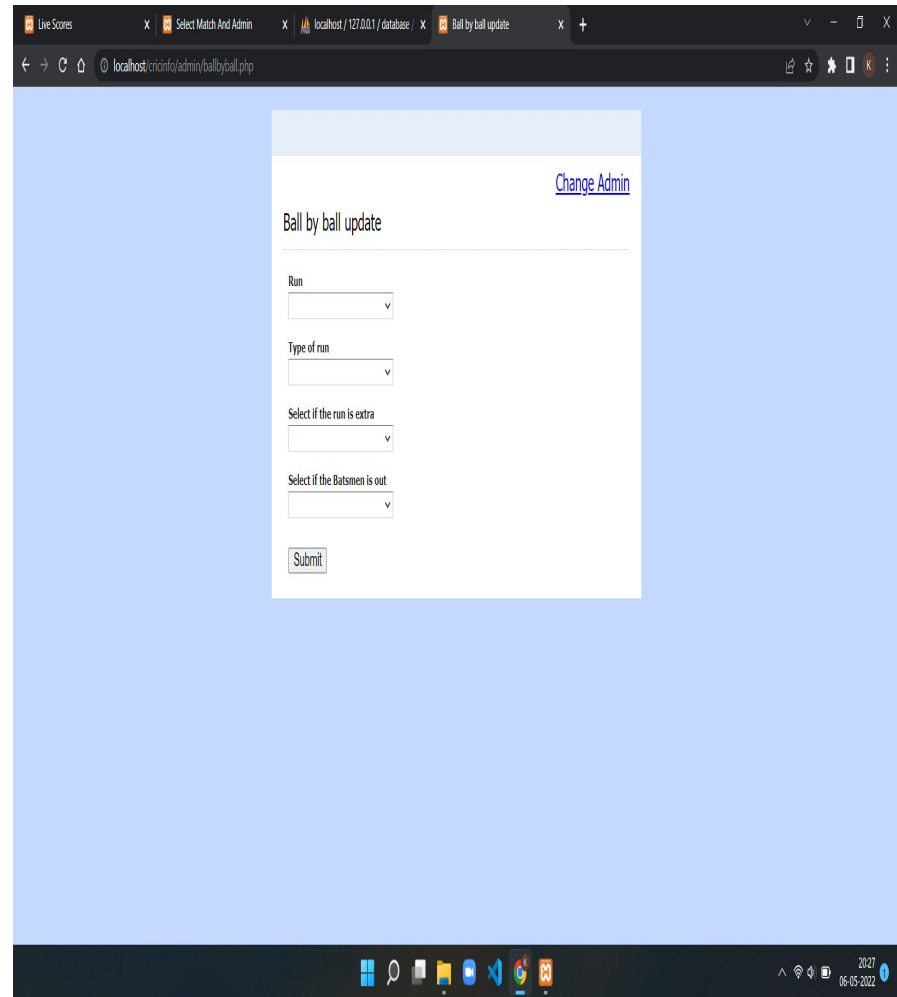 Live Scores
Select Match And Admin
localhost / 127.0.0.1 / database /
Ball by ball update
localhost/cricinfo/admin/ballbyball.php
K
Change Admin
Ball by ball update
Run
Type of run
Select if the run is extra
Select if the Batsmen is out
Submit
K
20:27
06-05-2022
1